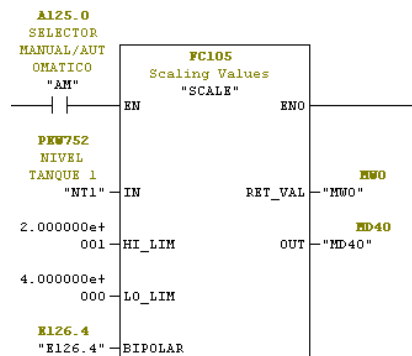 A125.0
SELECTOR
MANUAL/AUT
OMATICO
"AM"
FC105
Scaling Values
"SCALE"
EN
ENO
PEW752
NIVEL
TANQUE 1
"NT1"
IN
RET_VAL
MW0
"MW0"
2.000000e+
001
HI_LIM
OUT
MD40
"MD40"
4.000000e+
000
LO_LIM
E126.4
"E126.4"
BIPOLAR